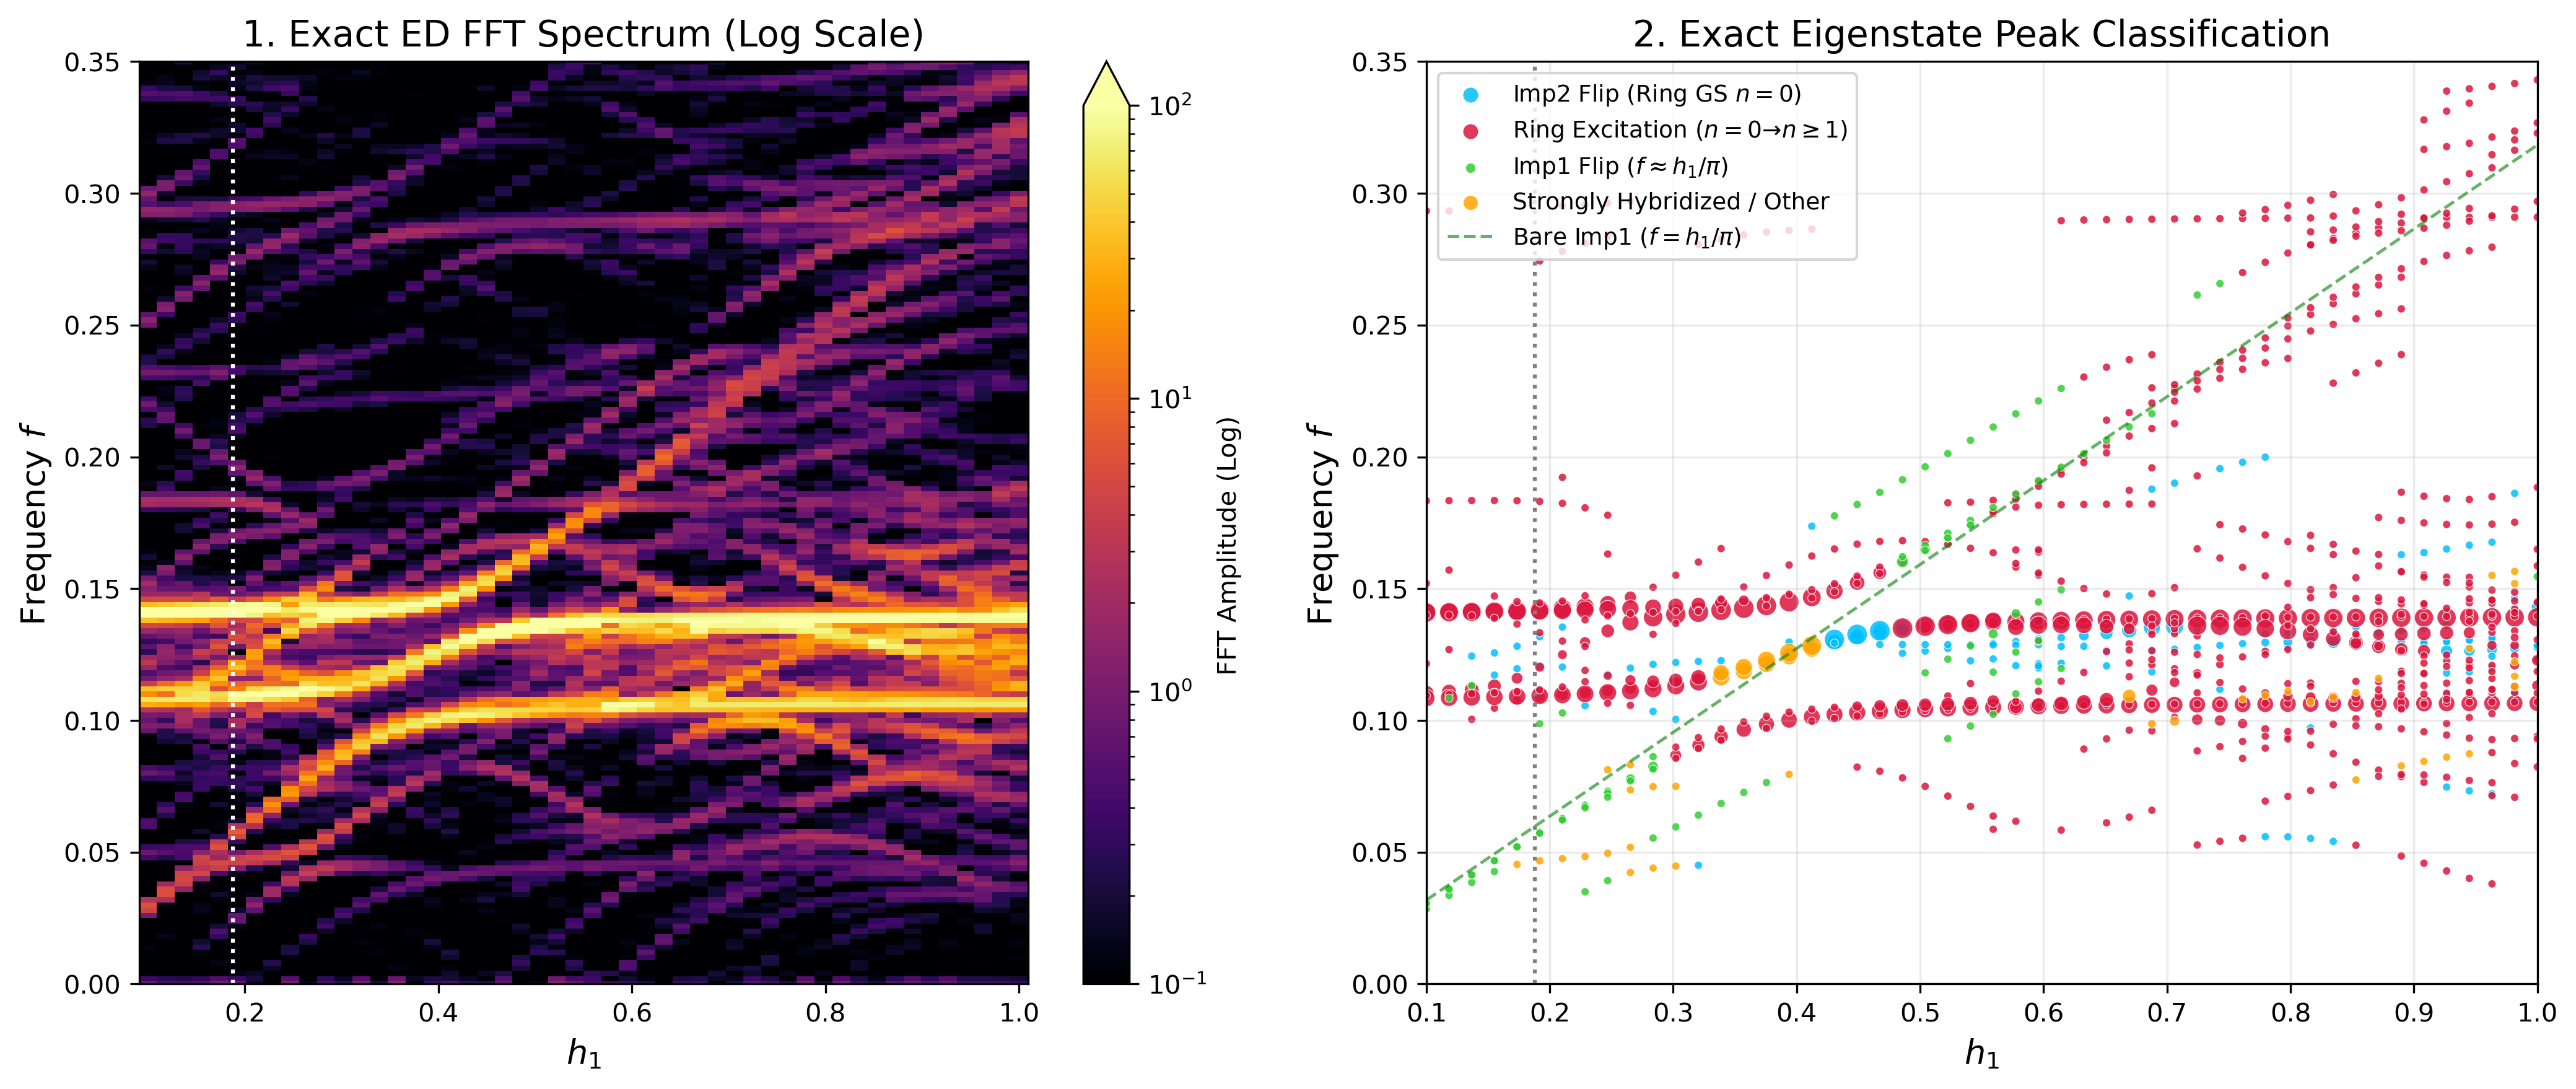 1. Exact ED FFT Spectrum (Log Scale)
Frequency f
0.35
0.30
0.25
0.20
0.15
0.10
0.05
0.00
0.2
0.4
0.6
0.8
1.0
h₁
10²
10¹
10⁰
10⁻¹
FFT Amplitude (Log)
2. Exact Eigenstate Peak Classification
Frequency f
0.35
0.30
0.25
0.20
0.15
0.10
0.05
0.00
0.1
0.2
0.3
0.4
0.5
0.6
0.7
0.8
0.9
1.0
h₁
Imp2 Flip (Ring GS n = 0)
Ring Excitation (n = 0→n ≥ 1)
Imp1 Flip (f ≈ h₁/π)
Strongly Hybridized / Other
Bare Imp1 (f = h₁/π)